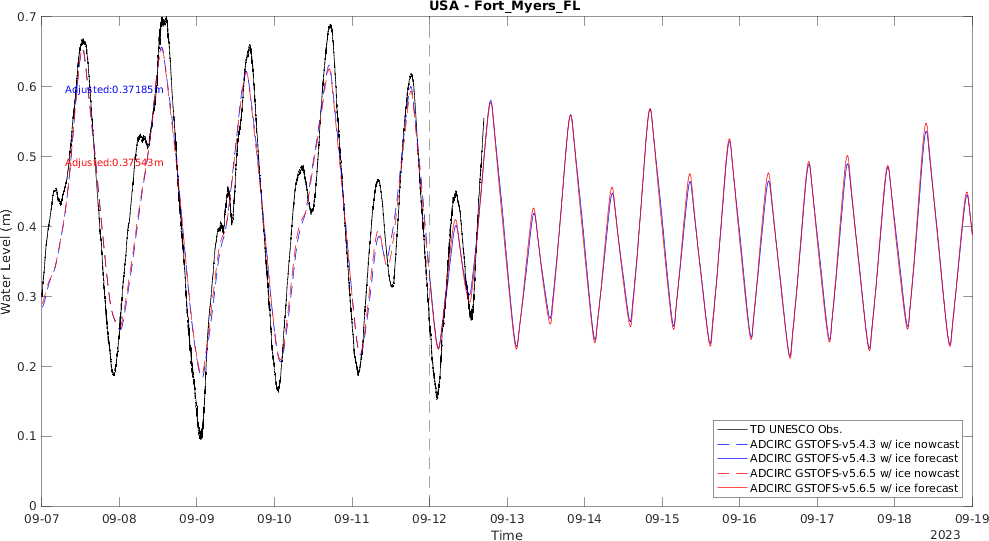 USA - Fort_Myers_FL
0.7
0.6
0.5
0.4
0.3
0.2
0.1
0
Water Level (m)
Adjusted:0.37185m
Adjusted:0.37543m
TD UNESCO Obs.
ADCIRC GSTOFS-v5.4.3 w/ ice nowcast
ADCIRC GSTOFS-v5.4.3 w/ ice forecast
ADCIRC GSTOFS-v5.6.5 w/ ice nowcast
ADCIRC GSTOFS-v5.6.5 w/ ice forecast
09-07 09-08 09-09 09-10 09-11 09-12 09-13 09-14 09-15 09-16 09-17 09-18 09-19
Time
2023